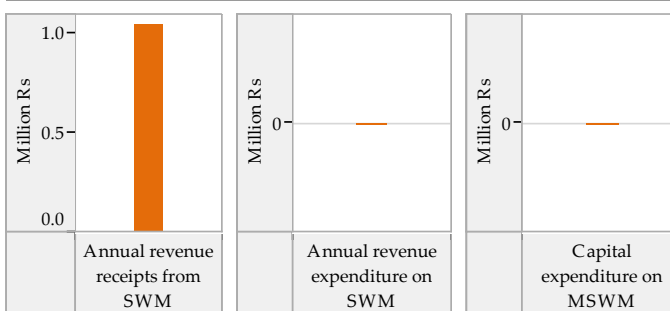 Million Rs
1.0
0.5
0.0
Annual revenue
receipts from
SWM
Million Rs
0
Annual revenue
expenditure on
SWM
Million Rs
0
Capital
expenditure on
MSWM